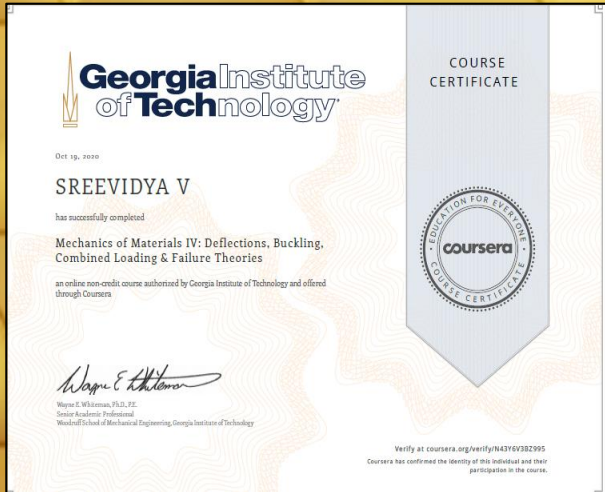 Georgia Institute
of Technology
COURSE
CERTIFICATE
Oct 19, 2020
SREEVIDYA V
has successfully completed
Mechanics of Materials IV: Deflections, Buckling,
Combined Loading & Failure Theories
an online non-credit course authorized by Georgia Institute of Technology and offered
through Coursera
EDUCATION FOR EVERYONE
coursera
COURSE CERTIFICATE
Wayne E Whiteman
Wayne E. Whiteman, Ph.D., P.E.
Senior Academic Professional
Woodruff School of Mechanical Engineering, Georgia Institute of Technology
Verify at coursera.org/verify/N43Y6V3BZ995
Coursera has confirmed the identity of this individual and their
participation in the course.